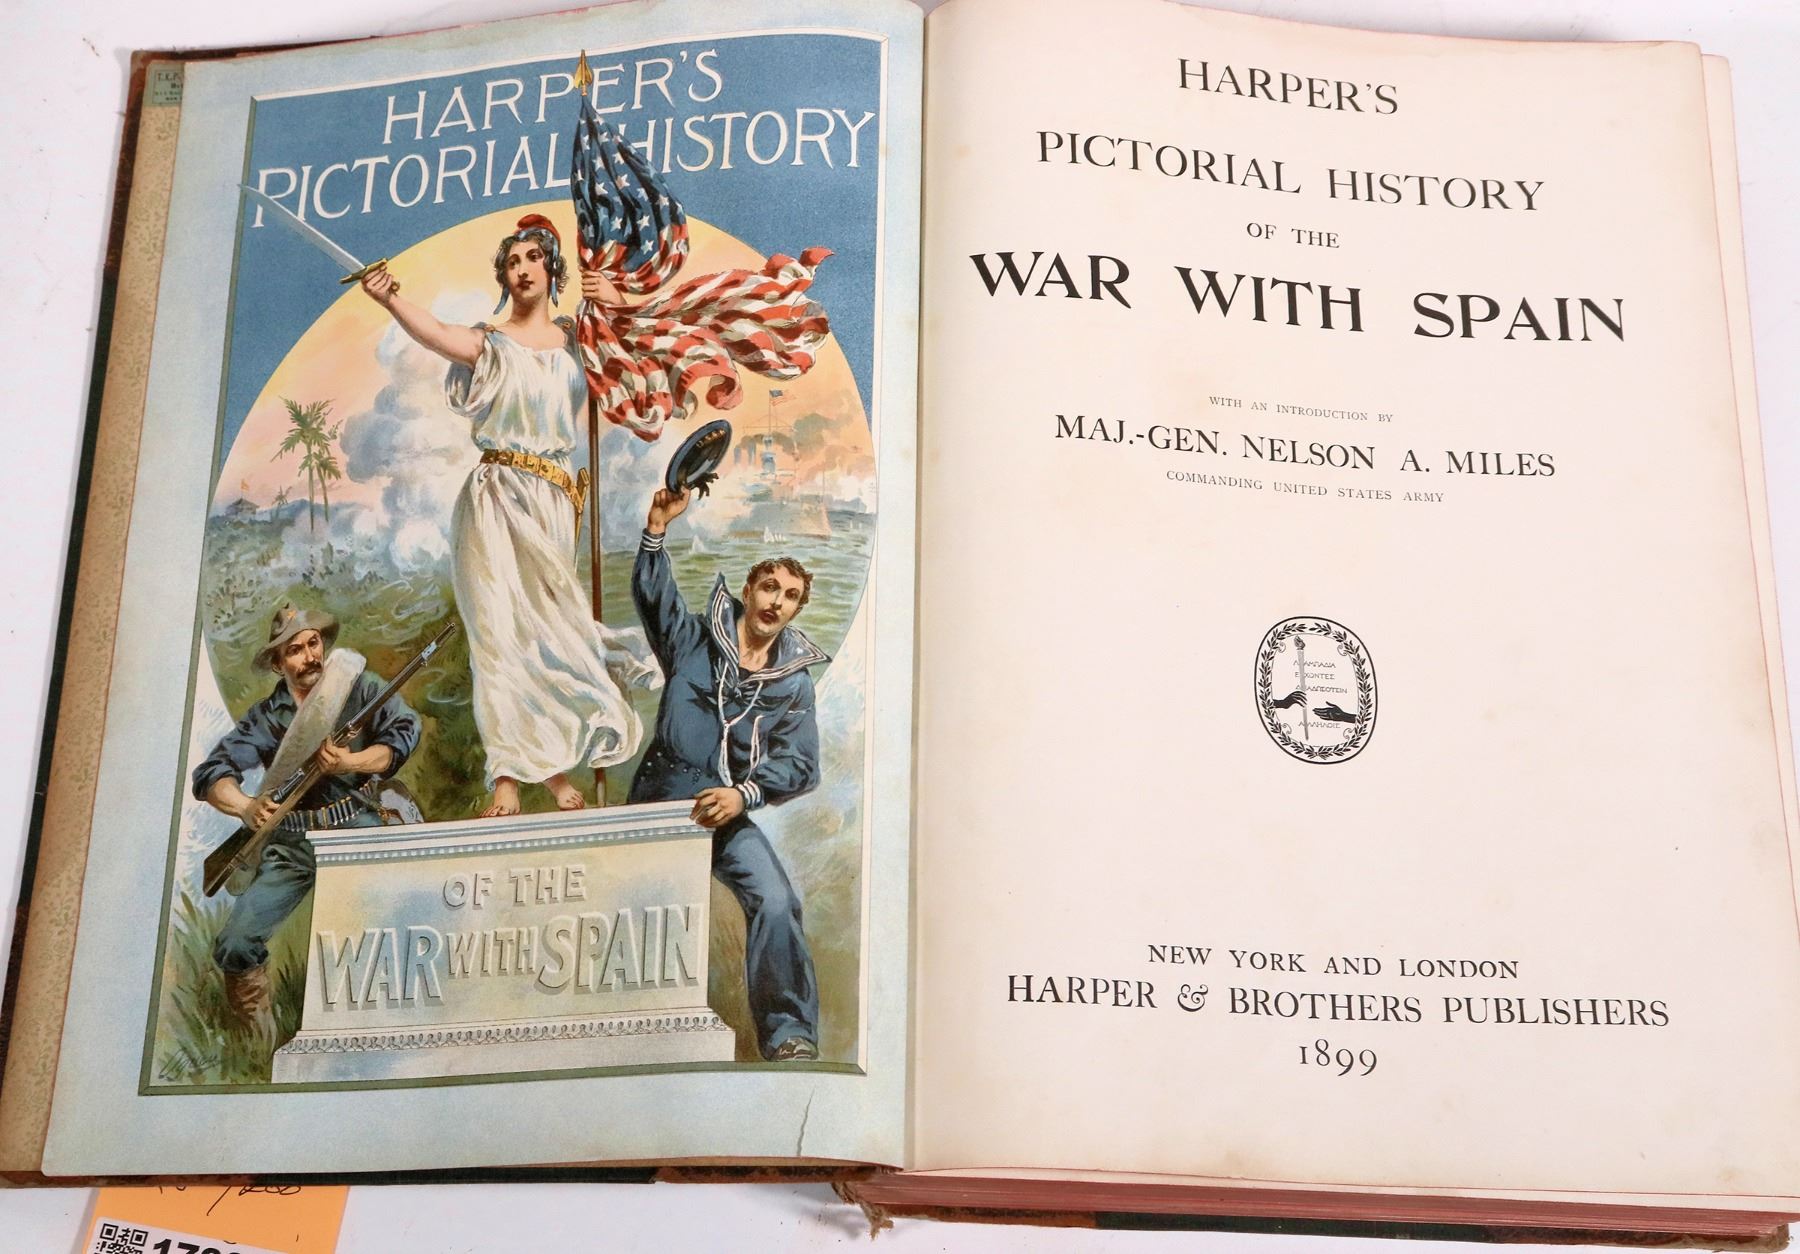 HARPER'S
PICTORIAL HISTORY
OF THE
WAR WITH SPAIN
HARPER'S
PICTORIAL HISTORY
OF THE
WAR WITH SPAIN
WITH AN INTRODUCTION BY
MAJ.-GEN. NELSON A. MILES
COMMANDING UNITED STATES ARMY
NEW YORK AND LONDON
HARPER & BROTHERS PUBLISHERS
1899